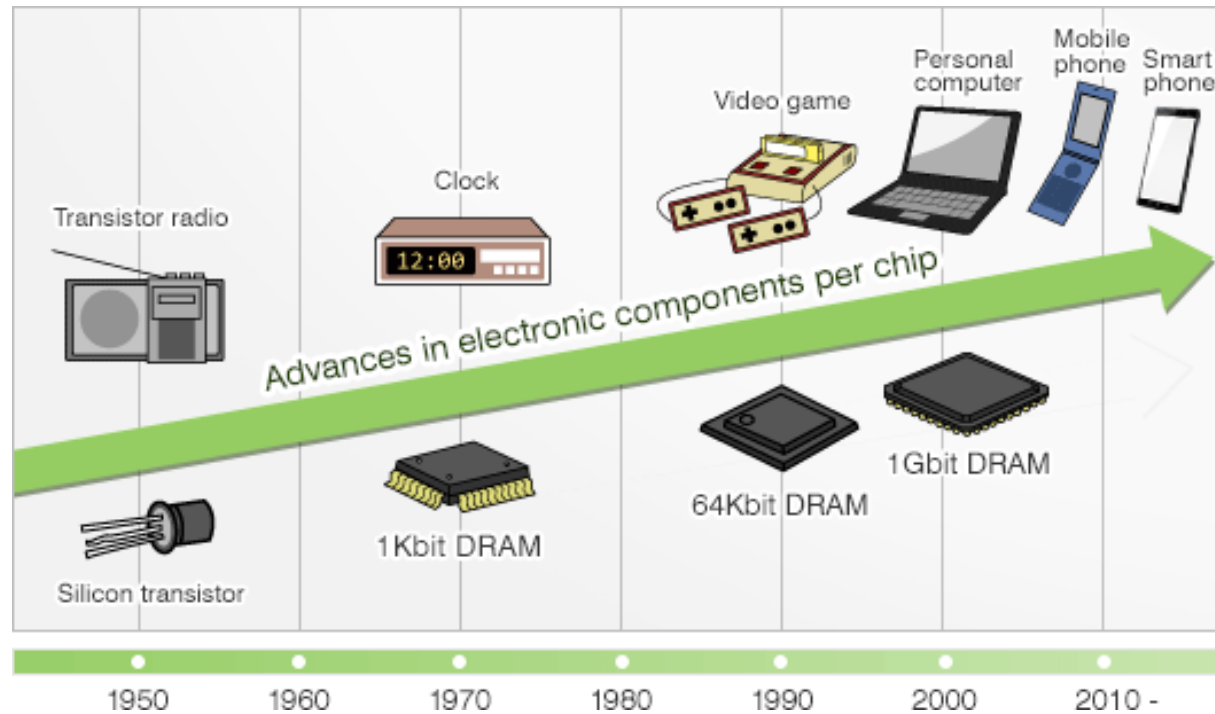 Mobile
phone
Smart
phone
Personal
computer
Video game
Clock
Transistor radio
12:00
Advances in electronic components per chip
1Gbit DRAM
64Kbit DRAM
1Kbit DRAM
Silicon transistor
1950 1960 1970 1980 1990 2000 2010 -